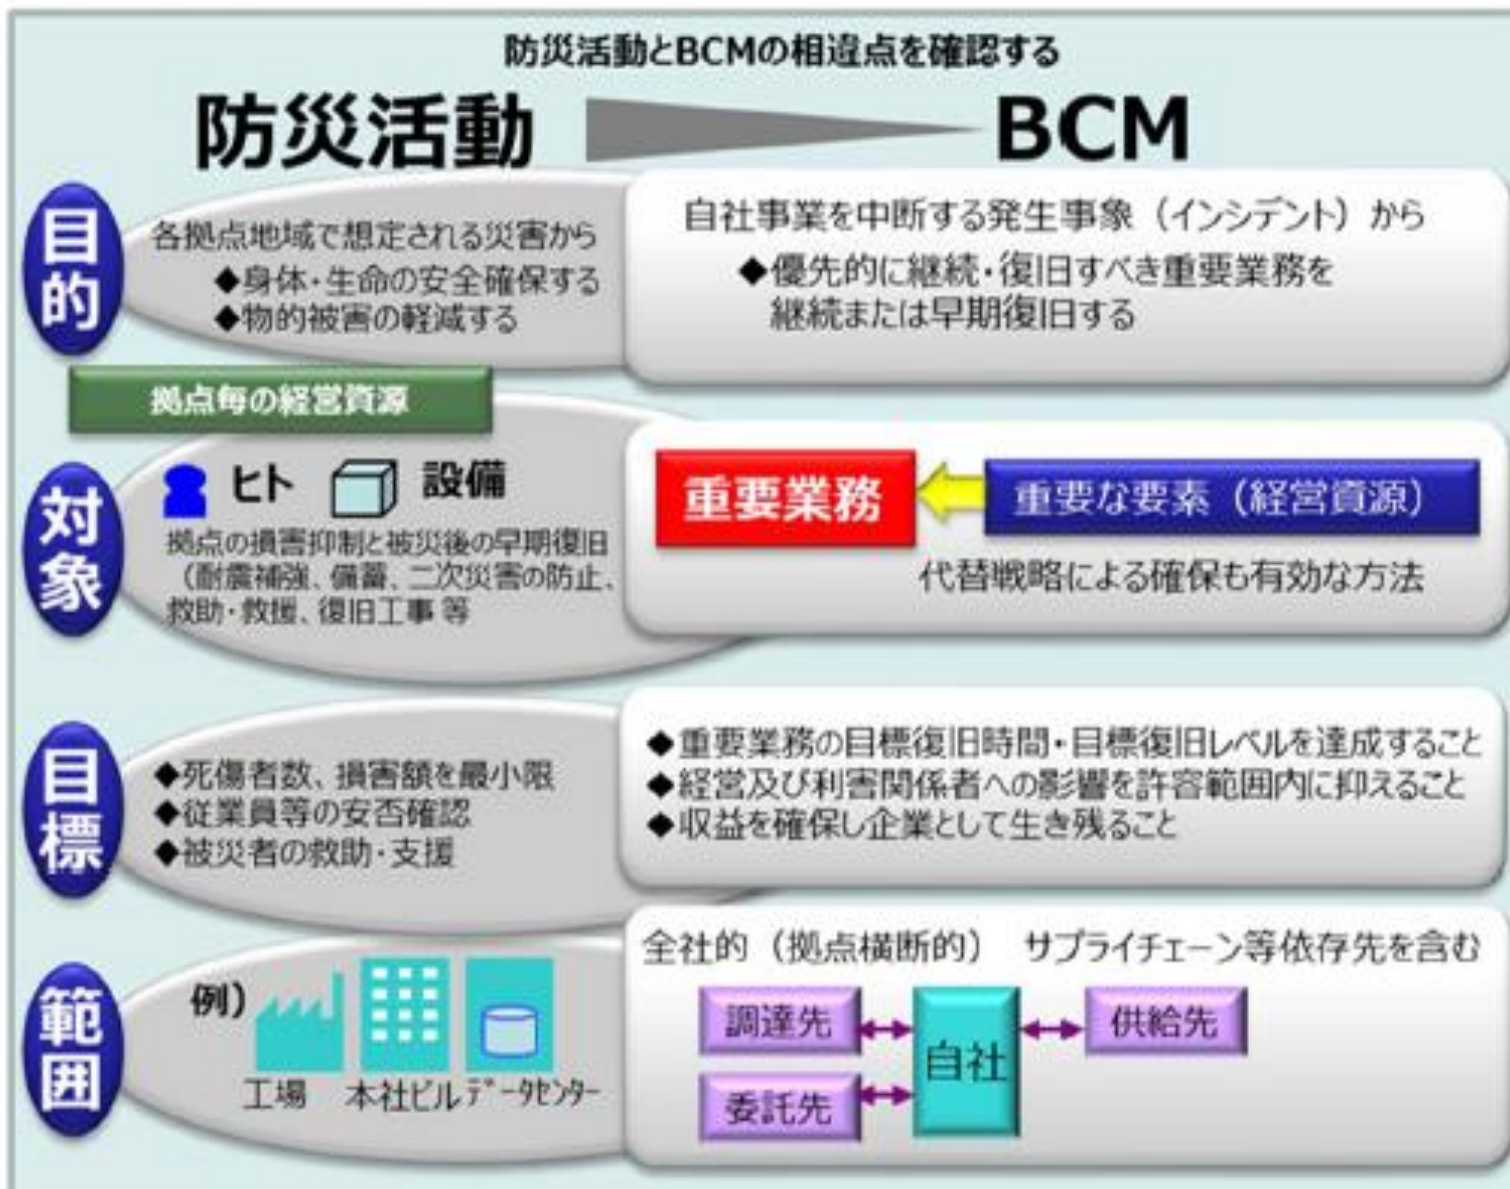 防災活動とBCMの相違点を確認する
防災活動
BCM
目的
各拠点地域で想定される災害から
◆身体・生命の安全確保する
◆物的被害の軽減する
自社事業を中断する発生事象（インシデント）から
◆優先的に継続・復旧すべき重要業務を
継続または早期復旧する
拠点毎の経営資源
対象
ヒト
設備
拠点の損害抑制と被災後の早期復旧
（耐震補強、備蓄、二次災害の防止、
救助・救援、復旧工事 等
重要業務
重要な要素（経営資源）
代替戦略による確保も有効な方法
目標
◆死傷者数、損害額を最小限
◆従業員等の安否確認
◆被災者の救助・支援
◆重要業務の目標復旧時間・目標復旧レベルを達成すること
◆経営及び利害関係者への影響を許容範囲内に抑えること
◆収益を確保し企業として生き残ること
範囲
例）
工場
本社ビル
ﾃﾞｰﾀｾﾝﾀｰ
全社的（拠点横断的）　サプライチェーン等依存先を含む
調達先
委託先
自社
供給先